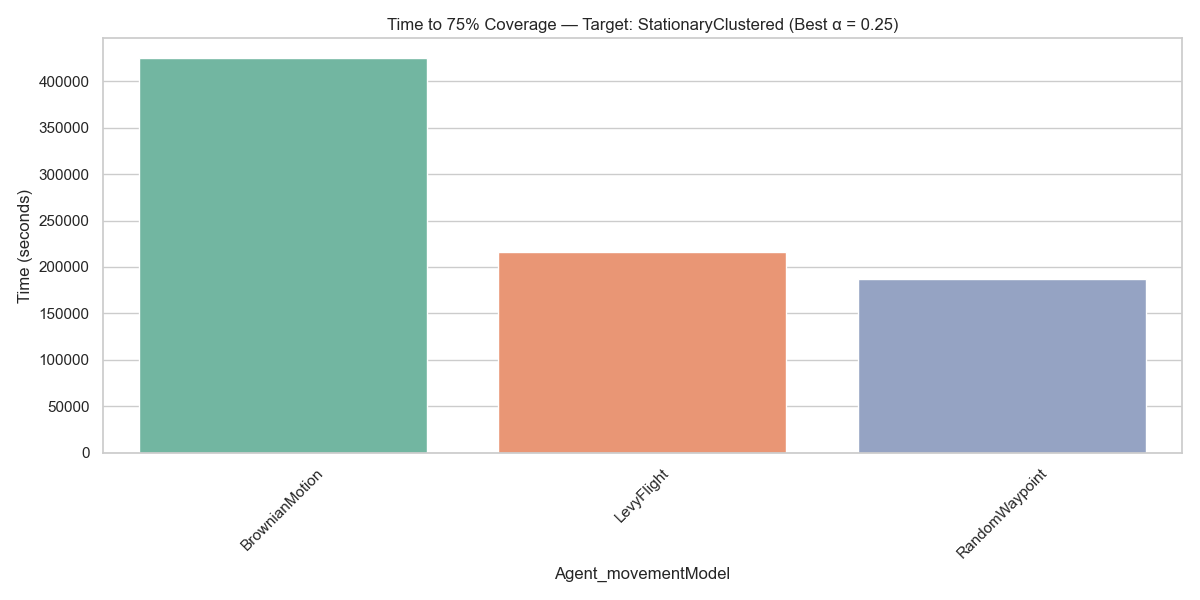 Time to 75% Coverage — Target: StationaryClustered (Best α = 0.25)
Time (seconds)
400000
350000
300000
250000
200000
150000
100000
50000
0
BrownianMotion
LevyFlight
RandomWaypoint
Agent_movementModel